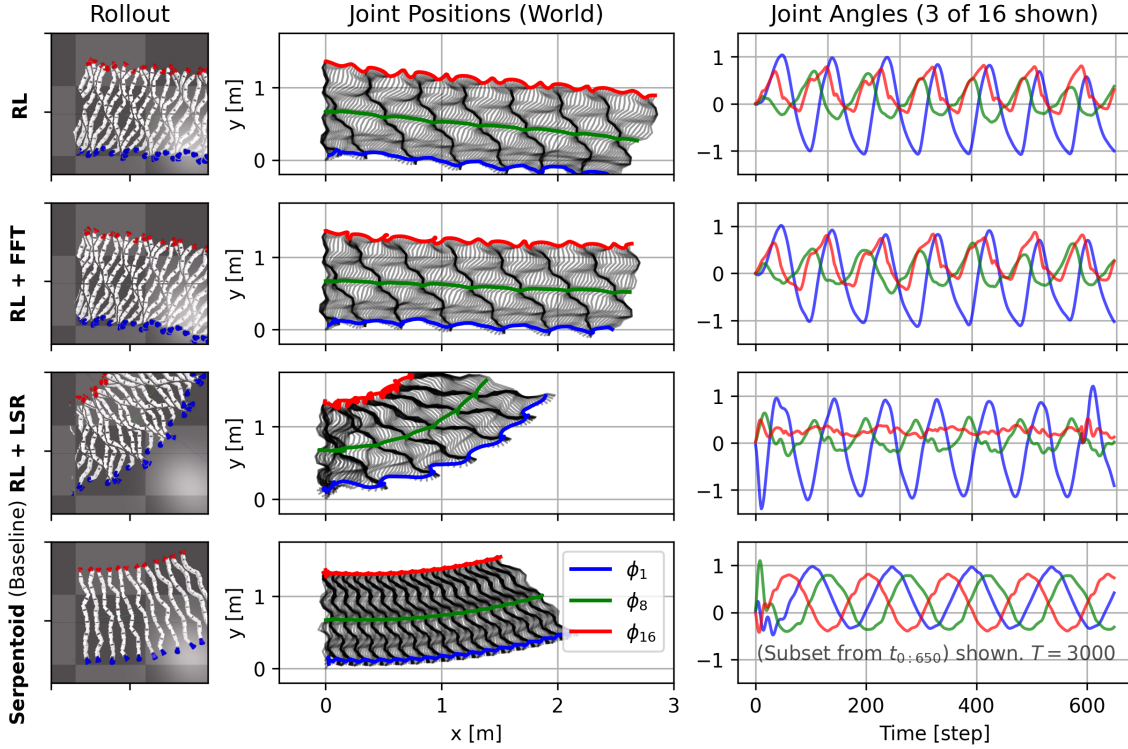 Rollout
Joint Positions (World)
Joint Angles (3 of 16 shown)
RL
y [m]
1
0
1
0
−1
RL + FFT
y [m]
1
0
1
0
−1
RL + LSR
y [m]
1
0
1
0
−1
Serpentoid (Baseline)
y [m]
1
0
ϕ₁
ϕ₈
ϕ₁₆
1
0
−1
(Subset from t₀:₆₅₀) shown. T = 3000
0 1 2 3
x [m]
0 200 400 600
Time [step]